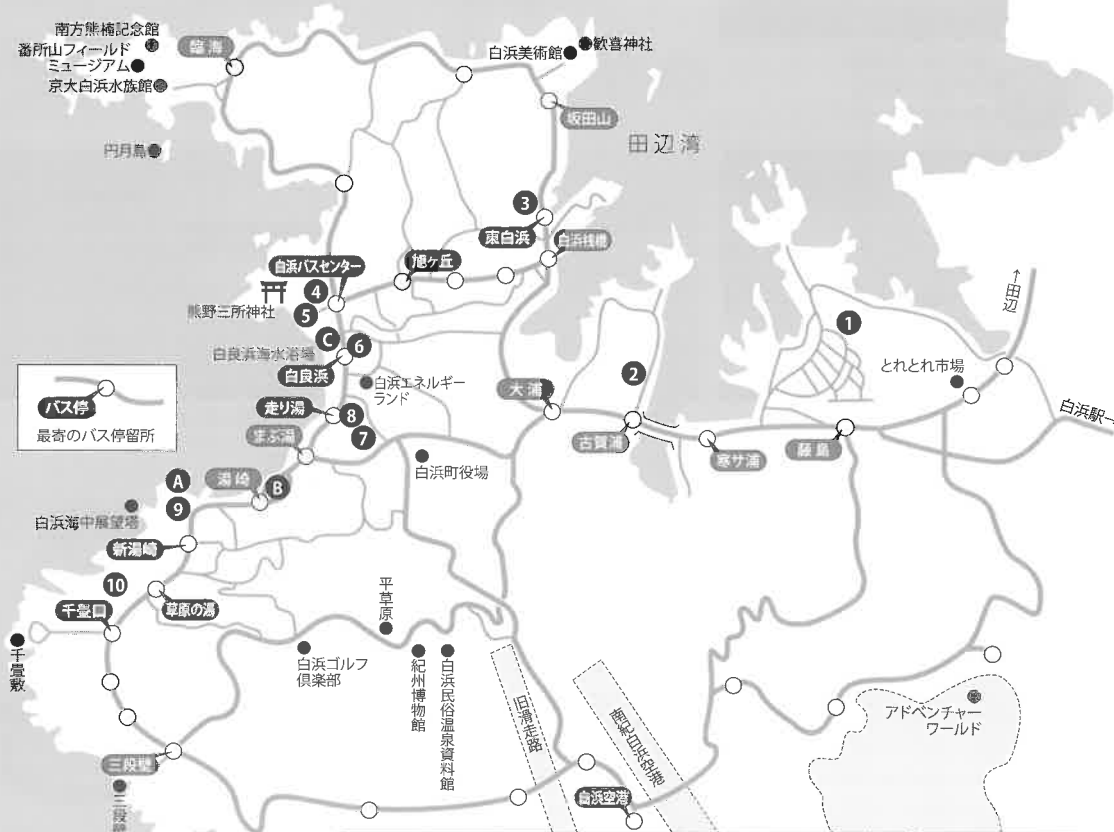 南方熊楠記念館
番所山フィールド
ミュージアム
京大白浜水族館
臨海
白浜美術館
歓喜神社
坂田山
田辺湾
円月島
3
東白浜
白浜桟橋
旭ヶ丘
白浜バスセンター
4
5
熊野三所神社
C
6
白良浜海水浴場
白良浜
白浜エネルギー
ランド
バス停
最寄のバス停留所
走り湯
8
7
まぶ湯
白浜町役場
大浦
2
古賀浦
寒サ浦
藤島
1
とれとれ市場
↑田辺
白浜駅→
A
9
湯崎
B
白浜海中展望塔
新湯崎
10
千畳口
草原の湯
千畳敷
平草原
白浜ゴルフ
倶楽部
紀州博物館
白浜民俗温泉資料館
旧滑走路
南紀白浜空港
アドベンチャー
ワールド
三段壁
三段壁
白浜空港